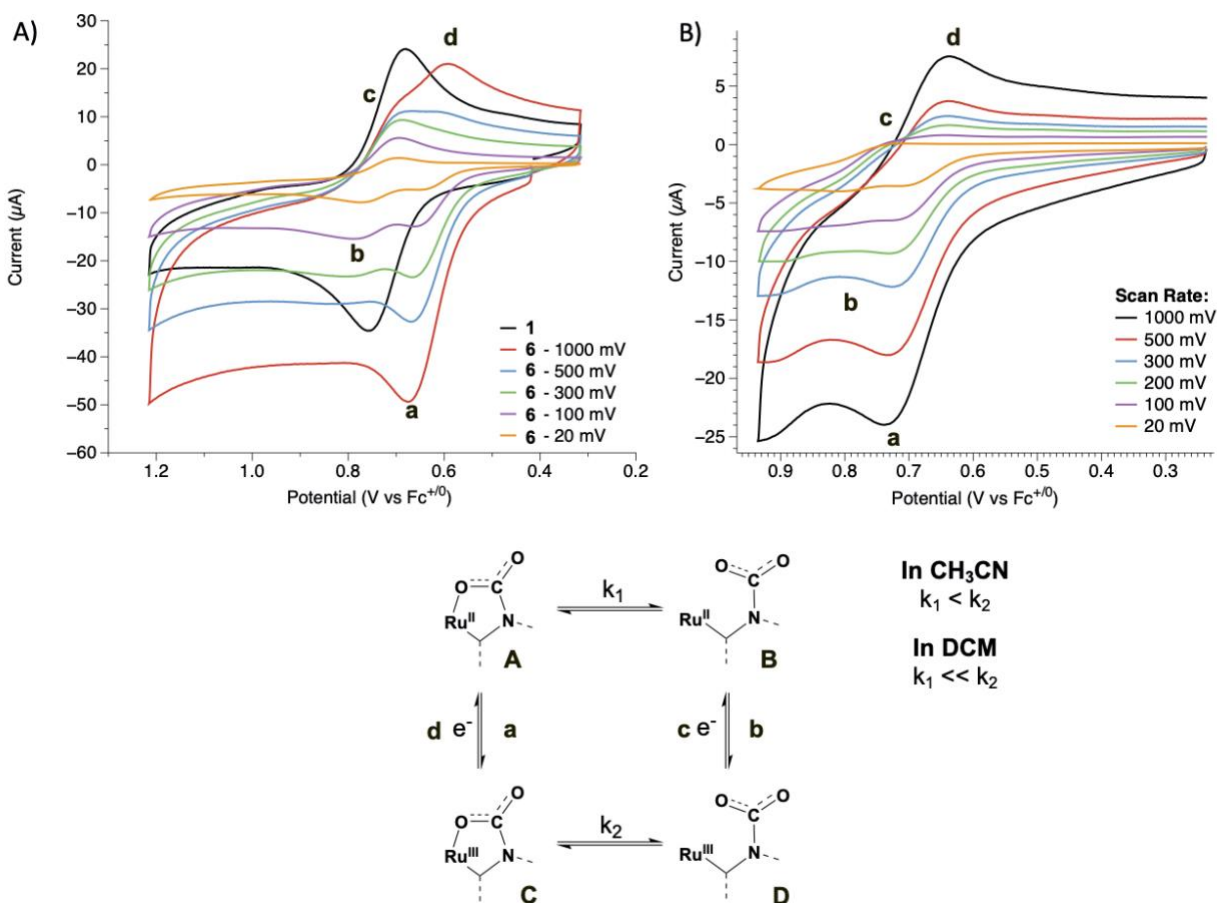 A)
30
20
10
0
−10
−20
−30
−40
−50
−60
Current (µA)
1.2 1.0 0.8 0.6 0.4 0.2
Potential (V vs Fc+/0)
a
b
c
d
1
6 - 1000 mV
6 - 500 mV
6 - 300 mV
6 - 100 mV
6 - 20 mV
B)
5
0
−5
−10
−15
−20
−25
Current (µA)
0.9 0.8 0.7 0.6 0.5 0.4 0.3
Potential (V vs Fc+/0)
a
b
c
d
Scan Rate:
1000 mV
500 mV
300 mV
200 mV
100 mV
20 mV
O
O C
RuII N
A
k1
O O
C
RuII N
B
In CH3CN
k1 < k2
In DCM
k1 << k2
d e- a
c e- b
O
O C
RuIII N
C
k2
O O
C
RuIII N
D